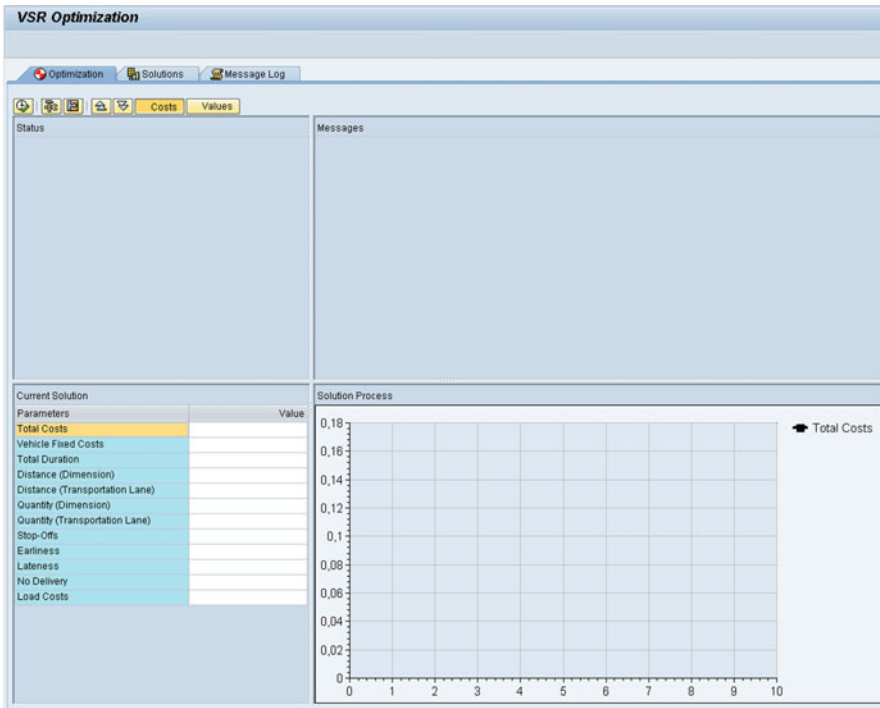 VSR Optimization
Optimization Solutions Message Log
Costs Values
Status
Messages
Current Solution
Parameters Value
Total Costs
Vehicle Fixed Costs
Total Duration
Distance (Dimension)
Distance (Transportation Lane)
Quantity (Dimension)
Quantity (Transportation Lane)
Stop-Offs
Earliness
Lateness
No Delivery
Load Costs
Solution Process
0,18
0,16
0,14
0,12
0,1
0,08
0,06
0,04
0,02
0
0 1 2 3 4 5 6 7 8 9 10
Total Costs